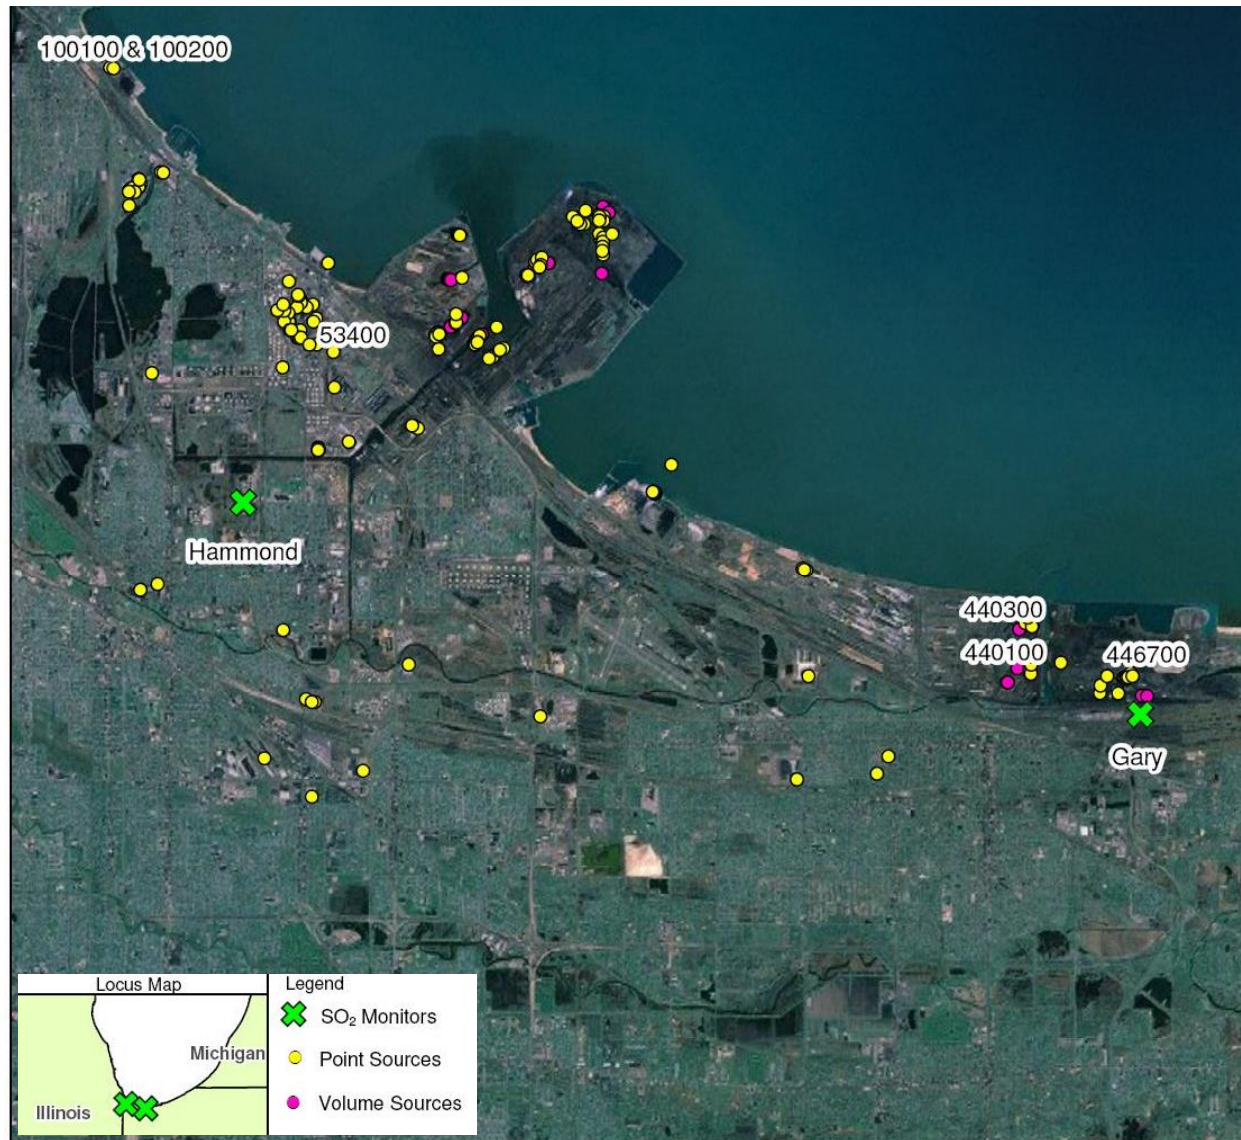 100100 & 100200
53400
Hammond
440300
440100
446700
Gary
Locus Map
Michigan
Illinois
Legend
SO₂ Monitors
Point Sources
Volume Sources